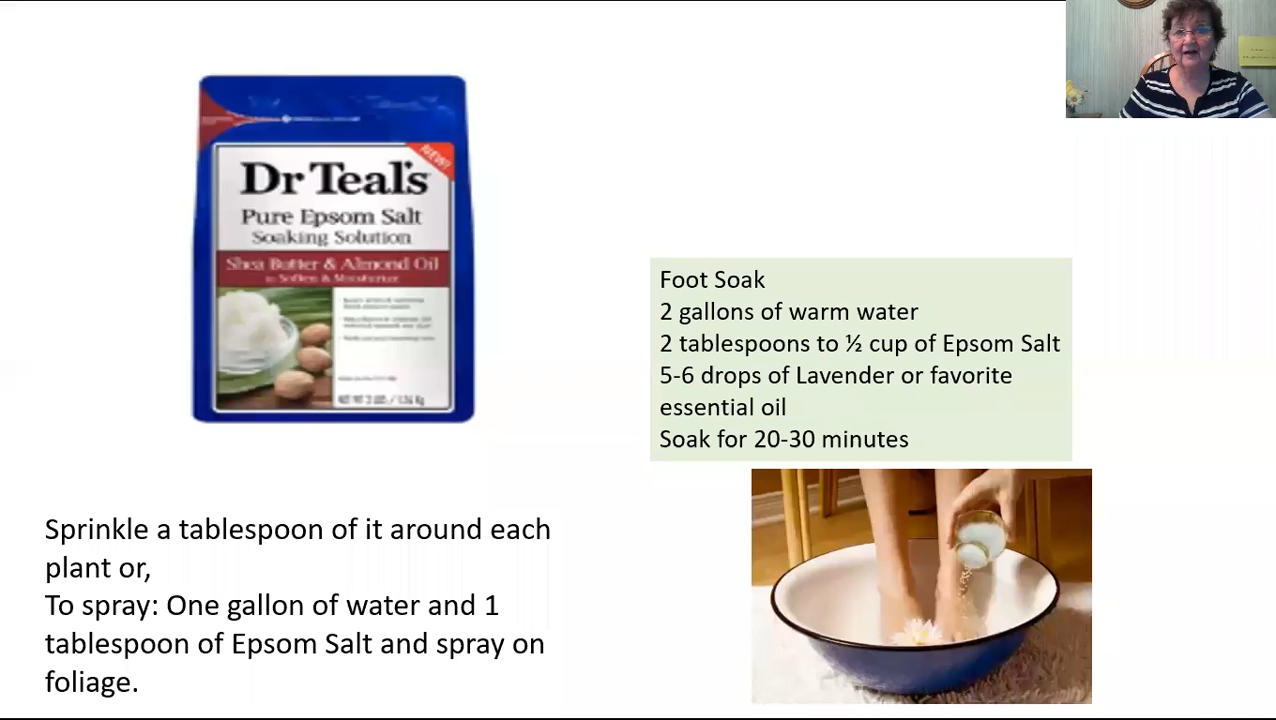 NEW!
Dr Teal's
Pure Epsom Salt
Soaking Solution
Shea Butter & Almond Oil
to Soften & Moisturize
Foot Soak
2 gallons of warm water
2 tablespoons to ½ cup of Epsom Salt
5-6 drops of Lavender or favorite
essential oil
Soak for 20-30 minutes
Sprinkle a tablespoon of it around each
plant or,
To spray: One gallon of water and 1
tablespoon of Epsom Salt and spray on
foliage.